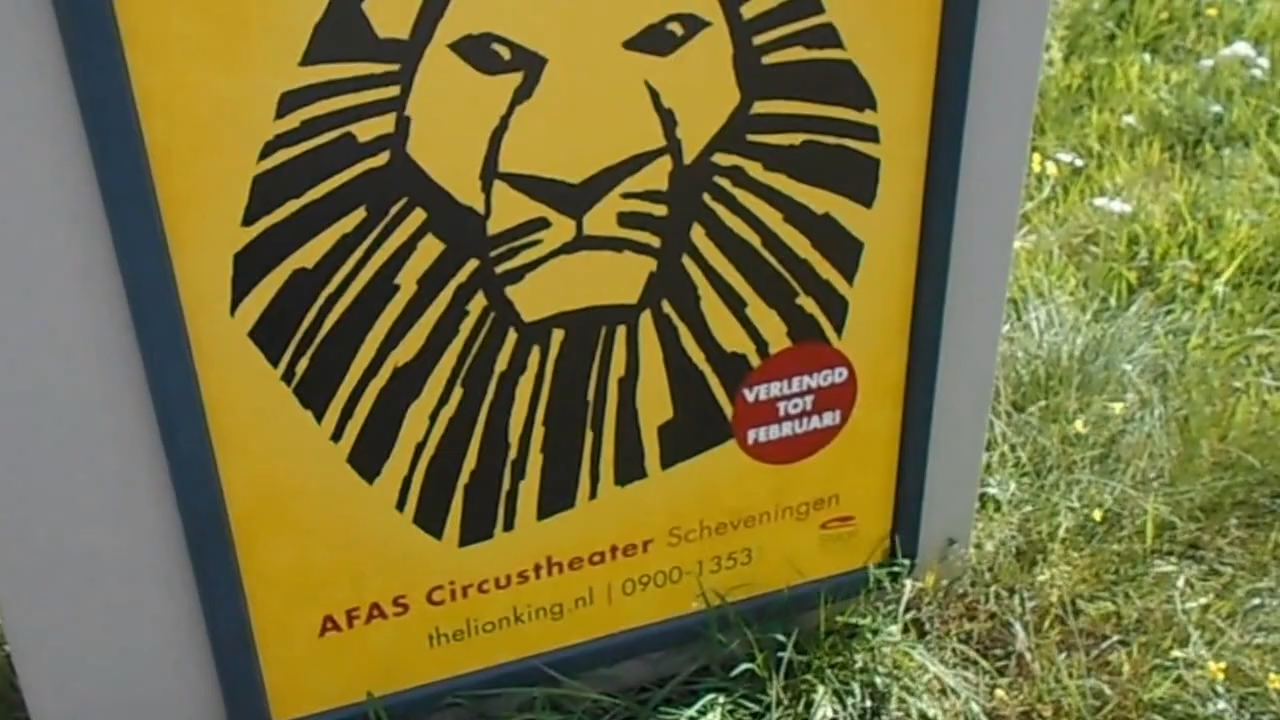 VERLENGD
TOT
FEBRUARI
AFAS Circustheater Scheveningen
thelionking.nl | 0900-1353